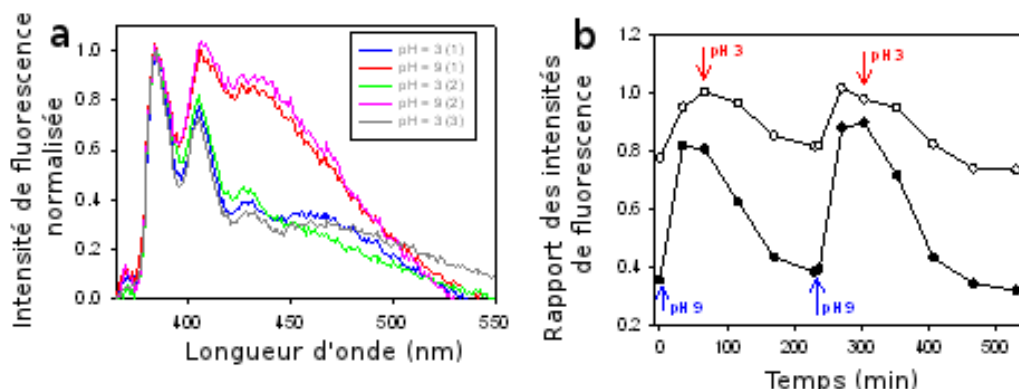 a
Intensité de fluorescence
normalisée
1.0
0.8
0.6
0.4
0.2
0.0
pH = 3 (1)
pH = 9 (1)
pH = 3 (2)
pH = 9 (2)
pH = 3 (3)
400
450
500
550
Longueur d'onde (nm)
b
Rapport des intensités
de fluorescence
1.2
1.0
0.8
0.6
0.4
0.2
pH 3
pH 3
pH 9
pH 9
0
100
200
300
400
500
Temps (min)